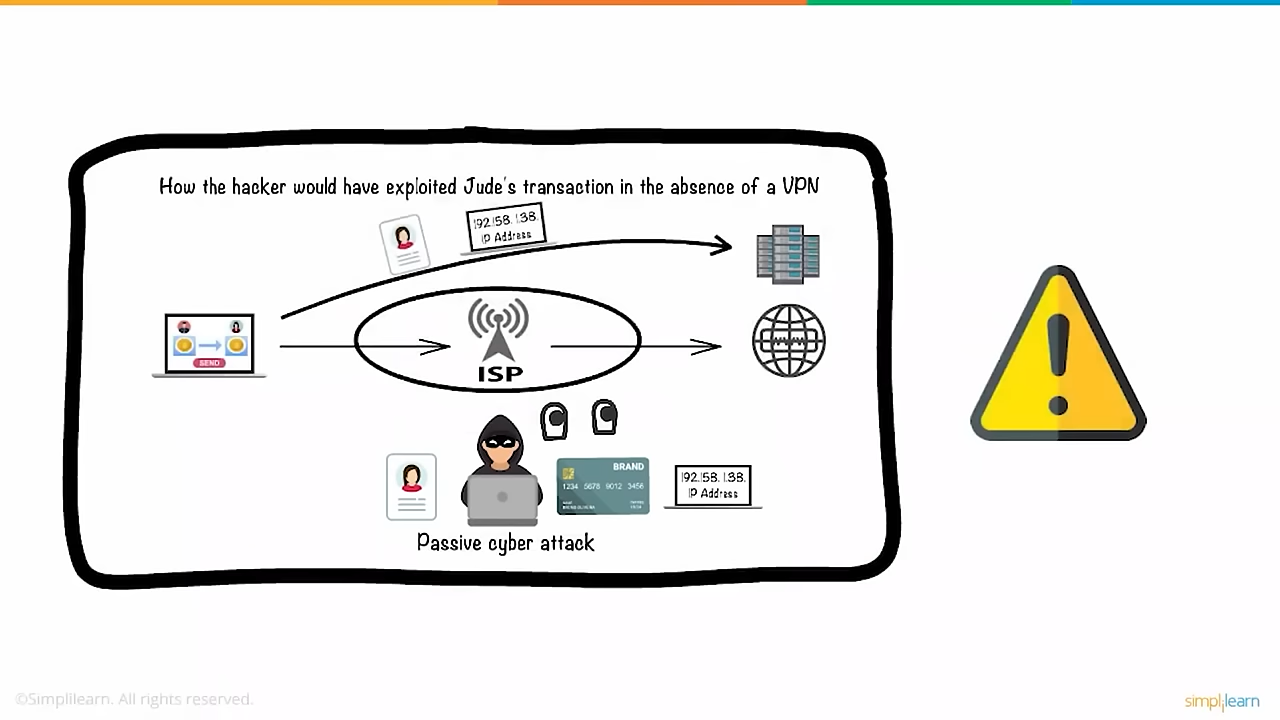 How the hacker would have exploited Jude's transaction in the absence of a VPN
192.158. 1.38.
IP Address
SEND
ISP
BRAND
1234 5678 9012 3456
192.158. 1.38.
IP Address
Passive cyber attack
©Simplilearn. All rights reserved.
simplilearn